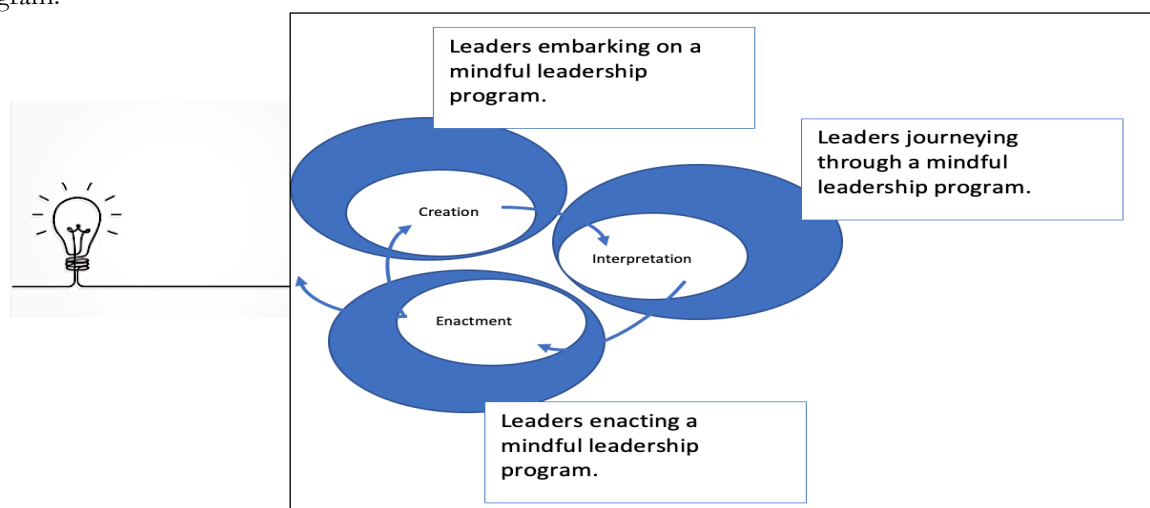 gram.
Leaders embarking on a
mindful leadership
program.
Leaders journeying
through a mindful
leadership program.
Creation
Interpretation
Enactment
Leaders enacting a
mindful leadership
program.